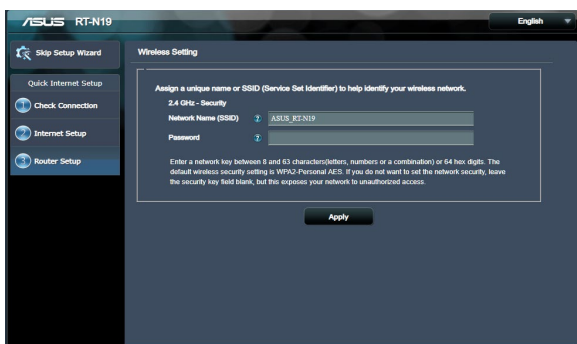 ASUS RT-N19
English
Skip Setup Wizard
Quick Internet Setup
1 Check Connection
2 Internet Setup
3 Router Setup
Wireless Setting
Assign a unique name or SSID (Service Set Identifier) to help identify your wireless network.
2.4 GHz - Security
Network Name (SSID) ? ASUS_RT-N19
Password ?
Enter a network key between 8 and 63 characters(letters, numbers or a combination) or 64 hex digits. The
default wireless security setting is WPA2-Personal AES. If you do not want to set the network security, leave
the security key field blank, but this exposes your network to unauthorized access.
Apply